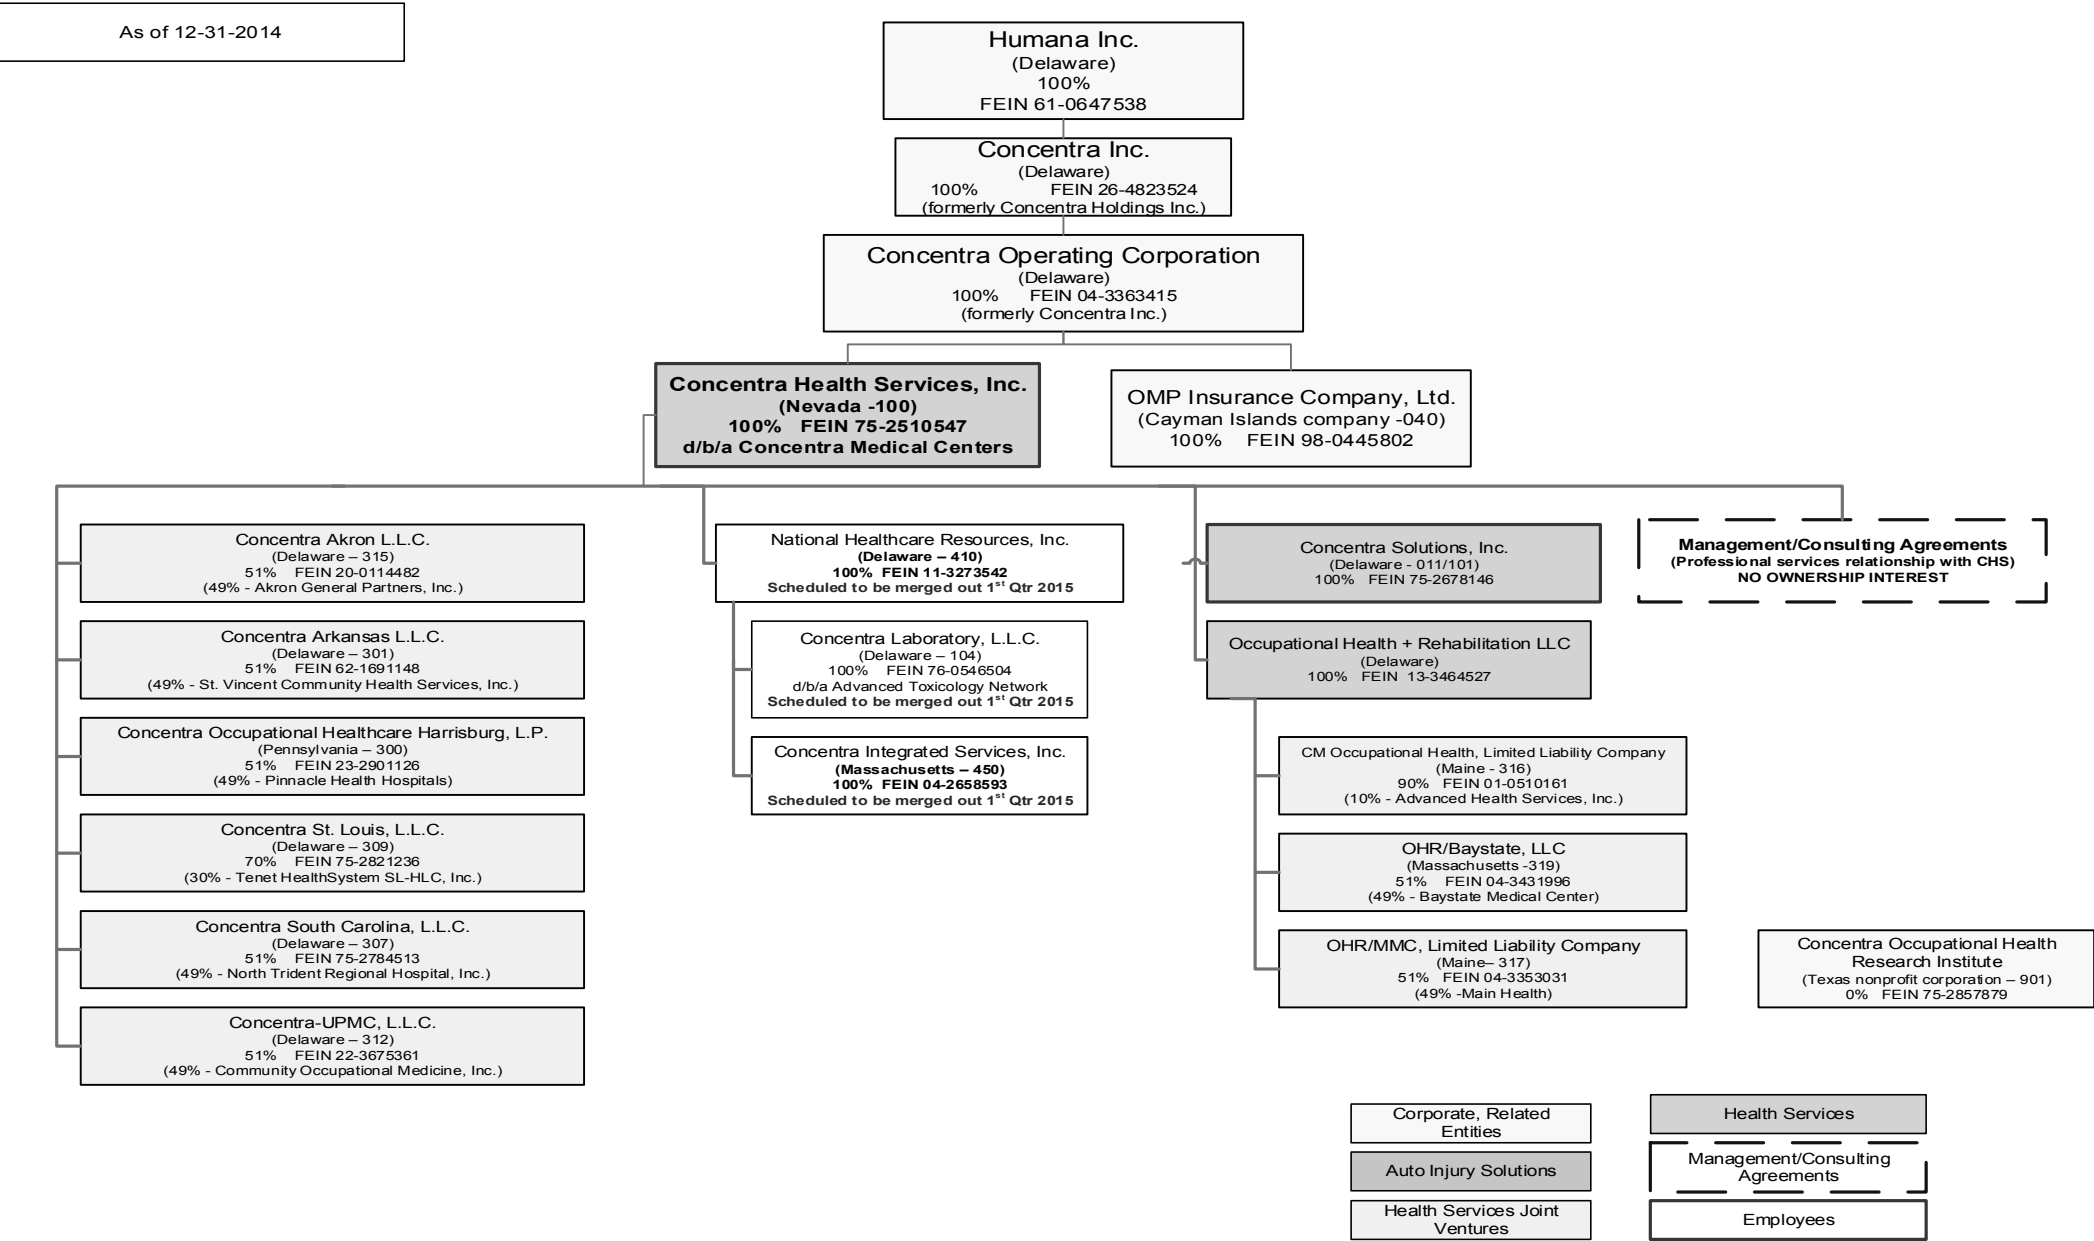 As of 12-31-2014
Humana Inc.
(Delaware)
100%
FEIN 61-0647538
Concentra Inc.
(Delaware)
100% FEIN 26-4823524
(formerly Concentra Holdings Inc.)
Concentra Operating Corporation
(Delaware)
100% FEIN 04-3363415
(formerly Concentra Inc.)
Concentra Health Services, Inc.
(Nevada -100)
100% FEIN 75-2510547
d/b/a Concentra Medical Centers
OMP Insurance Company, Ltd.
(Cayman Islands company -040)
100% FEIN 98-0445802
Concentra Akron L.L.C.
(Delaware – 315)
51% FEIN 20-0114482
(49% - Akron General Partners, Inc.)
Concentra Arkansas L.L.C.
(Delaware – 301)
51% FEIN 62-1691148
(49% - St. Vincent Community Health Services, Inc.)
Concentra Occupational Healthcare Harrisburg, L.P.
(Pennsylvania – 300)
51% FEIN 23-2901126
(49% - Pinnacle Health Hospitals)
Concentra St. Louis, L.L.C.
(Delaware – 309)
70% FEIN 75-2821236
(30% - Tenet HealthSystem SL-HLC, Inc.)
Concentra South Carolina, L.L.C.
(Delaware – 307)
51% FEIN 75-2784513
(49% - North Trident Regional Hospital, Inc.)
Concentra-UPMC, L.L.C.
(Delaware – 312)
51% FEIN 22-3675361
(49% - Community Occupational Medicine, Inc.)
National Healthcare Resources, Inc.
(Delaware – 410)
100% FEIN 11-3273542
Scheduled to be merged out 1st Qtr 2015
Concentra Laboratory, L.L.C.
(Delaware – 104)
100% FEIN 76-0546504
d/b/a Advanced Toxicology Network
Scheduled to be merged out 1st Qtr 2015
Concentra Integrated Services, Inc.
(Massachusetts – 450)
100% FEIN 04-2658593
Scheduled to be merged out 1st Qtr 2015
Concentra Solutions, Inc.
(Delaware - 011/101)
100% FEIN 75-2678146
Occupational Health + Rehabilitation LLC
(Delaware)
100% FEIN 13-3464527
CM Occupational Health, Limited Liability Company
(Maine - 316)
90% FEIN 01-0510161
(10% - Advanced Health Services, Inc.)
OHR/Baystate, LLC
(Massachusetts -319)
51% FEIN 04-3431996
(49% - Baystate Medical Center)
OHR/MMC, Limited Liability Company
(Maine– 317)
51% FEIN 04-3353031
(49% -Main Health)
Management/Consulting Agreements
(Professional services relationship with CHS)
NO OWNERSHIP INTEREST
Concentra Occupational Health
Research Institute
(Texas nonprofit corporation – 901)
0% FEIN 75-2857879
Corporate, Related
Entities
Auto Injury Solutions
Health Services Joint
Ventures
Health Services
Management/Consulting
Agreements
Employees